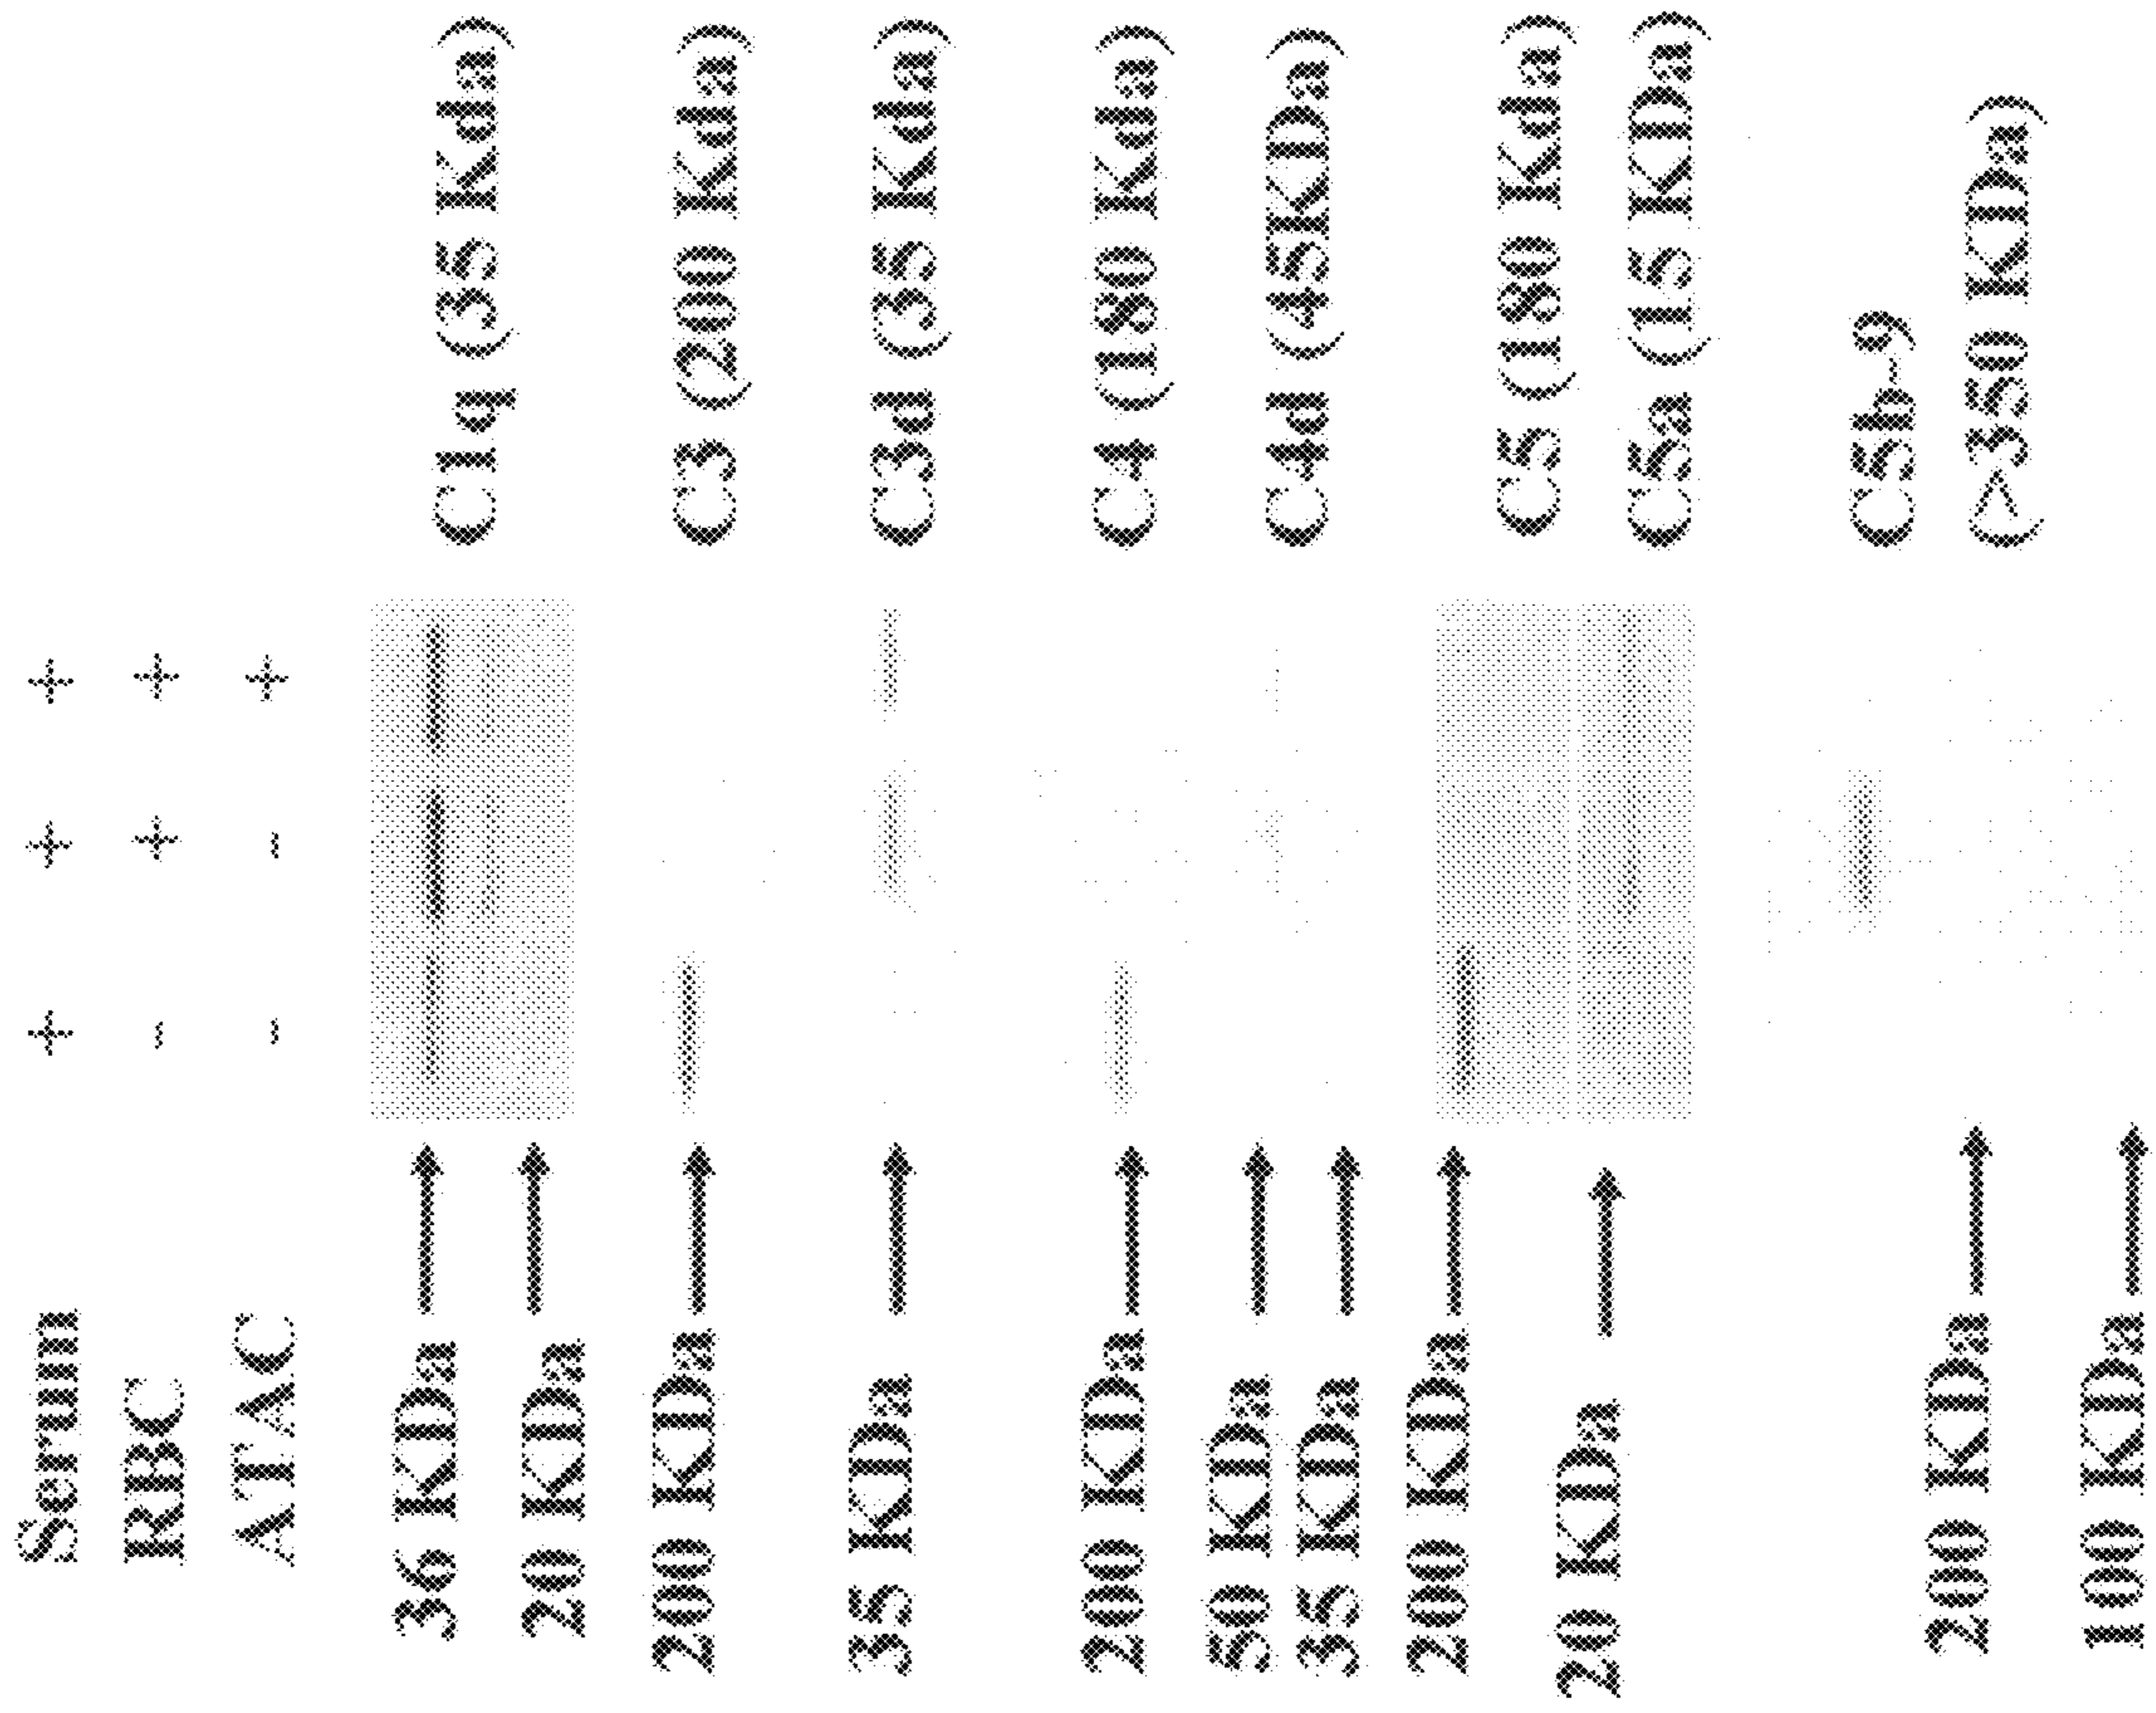 Serum + + +
RBC - + +
ATAC - - +
36 KDa C1q (35 Kda)
20 KDa
200 KDa C3 (200 Kda)
35 KDa C3d (35 Kda)
200 KDa C4 (180 Kda)
50 KDa C4d (45KDa)
35 KDa
200 KDa C5 (180 Kda)
20 KDa C5a (15 KDa)
C5b-9
200 KDa (>350 KDa)
100 KDa